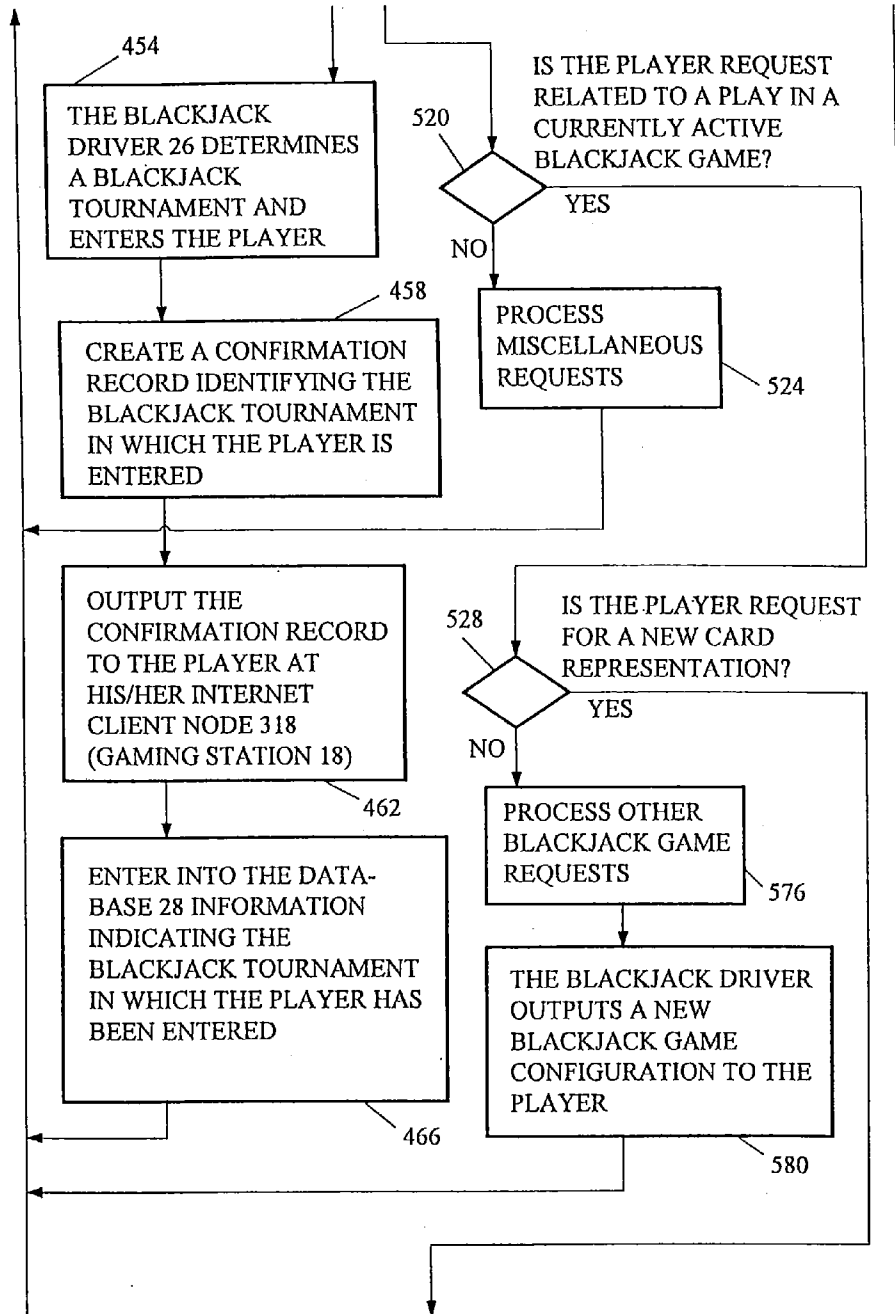 454
THE BLACKJACK
DRIVER 26 DETERMINES
A BLACKJACK
TOURNAMENT AND
ENTERS THE PLAYER
458
CREATE A CONFIRMATION
RECORD IDENTIFYING THE
BLACKJACK TOURNAMENT
IN WHICH THE PLAYER IS
ENTERED
OUTPUT THE
CONFIRMATION RECORD
TO THE PLAYER AT
HIS/HER INTERNET
CLIENT NODE 318
(GAMING STATION 18)
462
ENTER INTO THE DATA-
BASE 28 INFORMATION
INDICATING THE
BLACKJACK TOURNAMENT
IN WHICH THE PLAYER HAS
BEEN ENTERED
466
IS THE PLAYER REQUEST
RELATED TO A PLAY IN A
CURRENTLY ACTIVE
BLACKJACK GAME?
520
YES
NO
PROCESS
MISCELLANEOUS
REQUESTS
524
IS THE PLAYER REQUEST
FOR A NEW CARD
REPRESENTATION?
528
YES
NO
PROCESS OTHER
BLACKJACK GAME
REQUESTS
576
THE BLACKJACK DRIVER
OUTPUTS A NEW
BLACKJACK GAME
CONFIGURATION TO THE
PLAYER
580